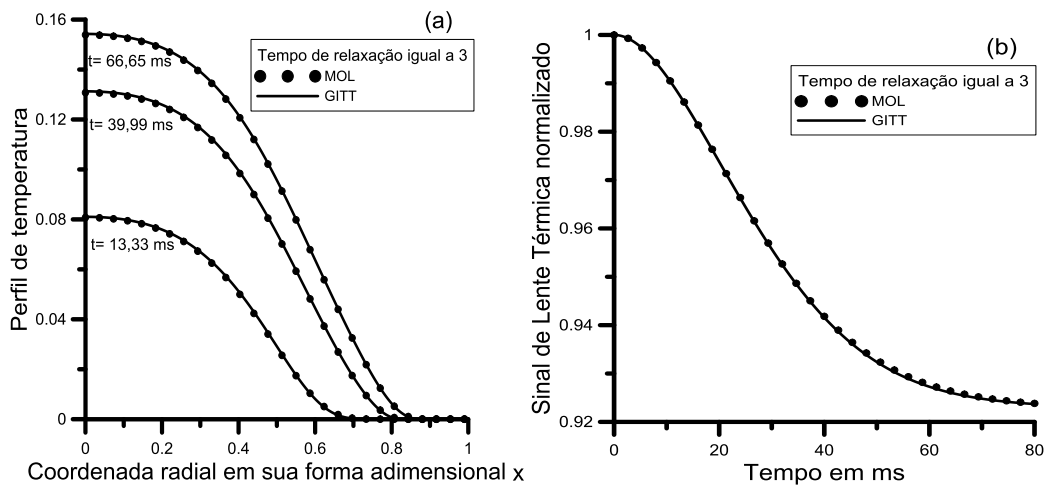 (a)
0.16
0.12
0.08
0.04
0
Perfil de temperatura
t= 66,65 ms
t= 39,99 ms
t= 13,33 ms
Tempo de relaxação igual a 3
MOL
GITT
0 0.2 0.4 0.6 0.8 1
Coordenada radial em sua forma adimensional x
(b)
1
0.98
0.96
0.94
0.92
Sinal de Lente Térmica normalizado
Tempo de relaxação igual a 3
MOL
GITT
0 20 40 60 80
Tempo em ms